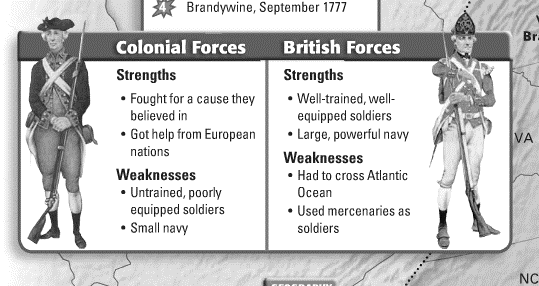 4
Brandywine, September 1777
Colonial Forces
Strengths
• Fought for a cause they
believed in
• Got help from European
nations
Weaknesses
• Untrained, poorly
equipped soldiers
• Small navy
British Forces
Strengths
• Well-trained, well-
equipped soldiers
• Large, powerful navy
Weaknesses
• Had to cross Atlantic
Ocean
• Used mercenaries as
soldiers
Bra
VA
NC